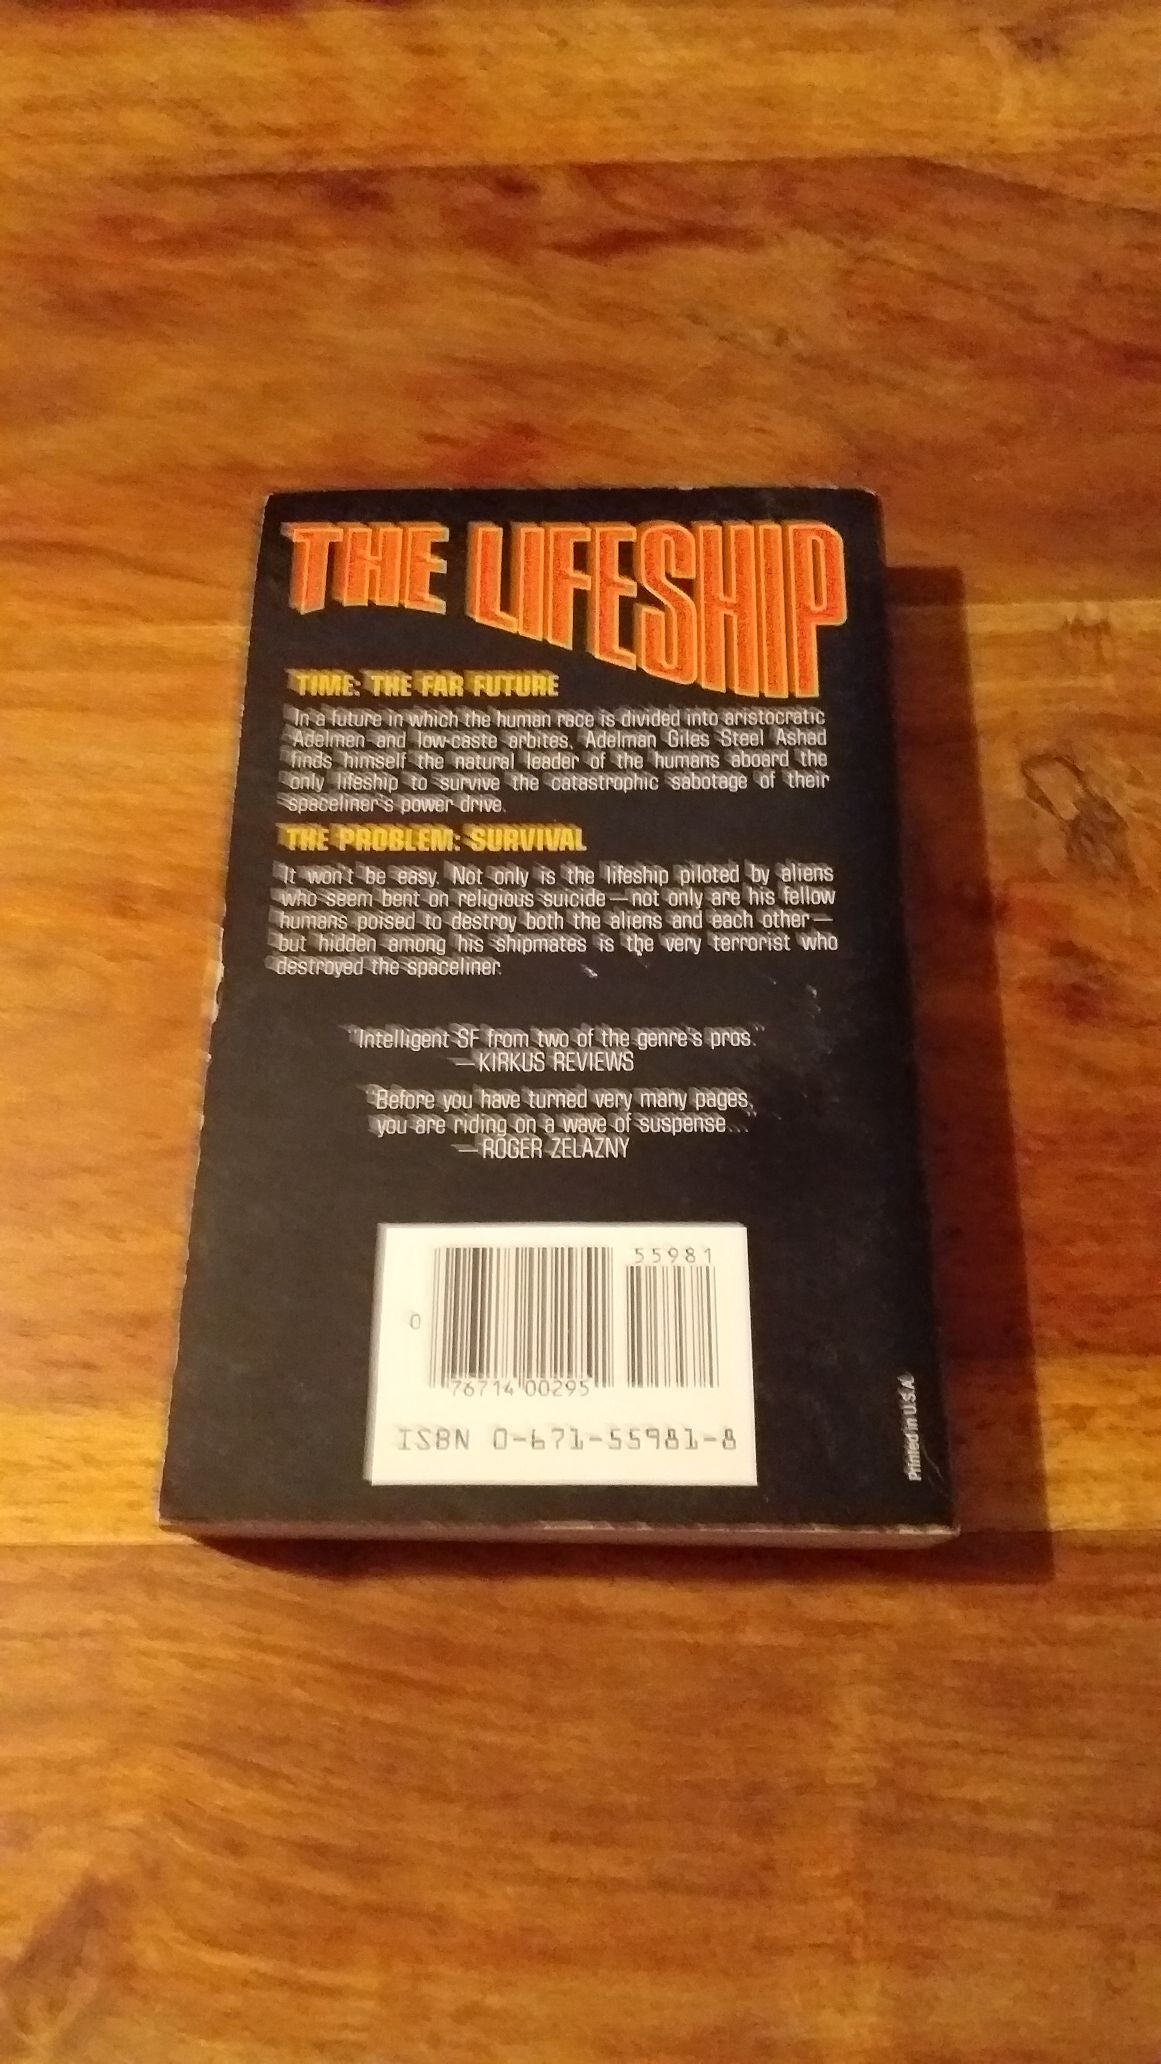 THE LIFESHIP
TIME: THE FAR FUTURE
In a future in which the human race is divided into aristocratic
Adelmen and low-caste arbites, Adelman Giles Steel Ashad
finds himself the natural leader of the humans aboard the
only lifeship to survive the catastrophic sabotage of their
spaceliner's power drive.
THE PROBLEM: SURVIVAL
It won't be easy. Not only is the lifeship piloted by aliens
who seem bent on religious suicide—not only are his fellow
humans poised to destroy both the aliens and each other—
but hidden among his shipmates is the very terrorist who
destroyed the spaceliner.
"Intelligent SF from two of the genre's pros."
—KIRKUS REVIEWS
"Before you have turned very many pages,
you are riding on a wave of suspense..."
—ROGER ZELAZNY
55981
0
76714 00295
ISBN 0-671-55981-8
Printed in U.S.A.